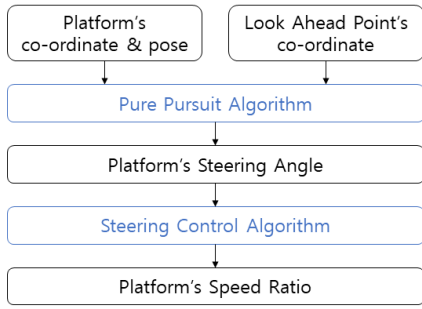 Platform's
co-ordinate & pose
Look Ahead Point's
co-ordinate
Pure Pursuit Algorithm
Platform's Steering Angle
Steering Control Algorithm
Platform's Speed Ratio